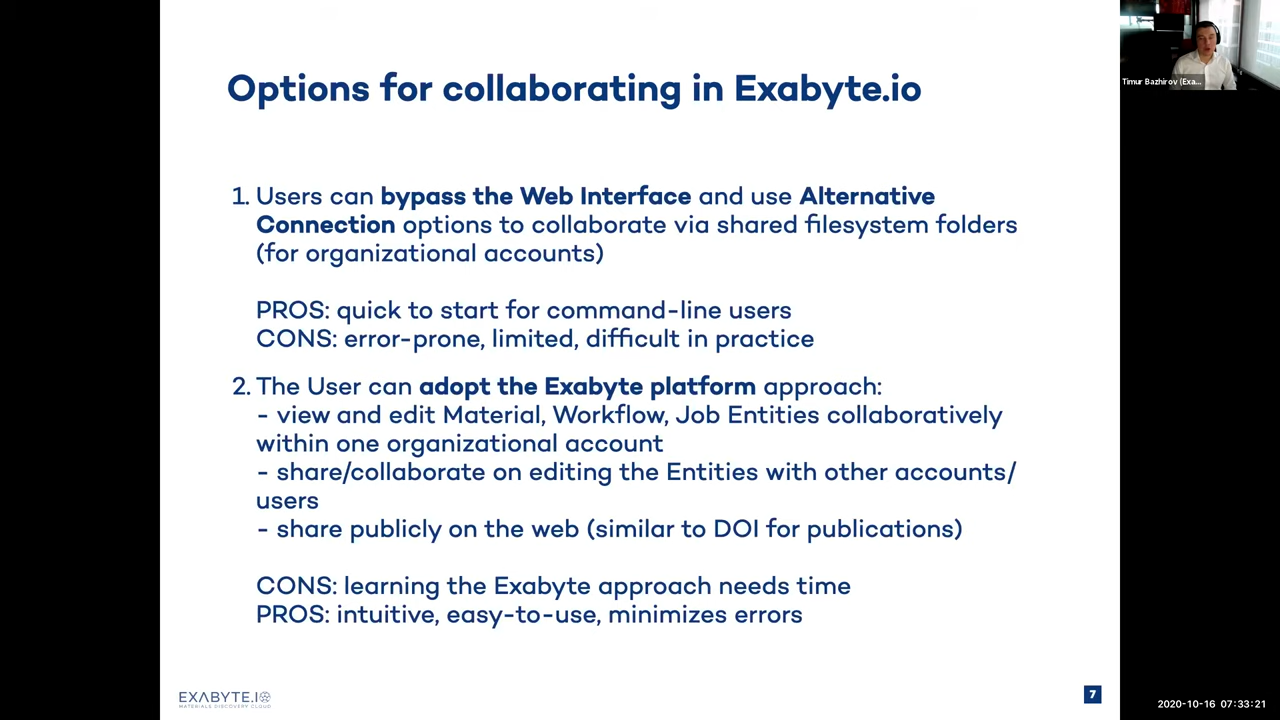 Options for collaborating in Exabyte.io
Timur Bazhirov (Exa...
1. Users can bypass the Web Interface and use Alternative
Connection options to collaborate via shared filesystem folders
(for organizational accounts)
PROS: quick to start for command-line users
CONS: error-prone, limited, difficult in practice
2. The User can adopt the Exabyte platform approach:
- view and edit Material, Workflow, Job Entities collaboratively
within one organizational account
- share/collaborate on editing the Entities with other accounts/
users
- share publicly on the web (similar to DOI for publications)
CONS: learning the Exabyte approach needs time
PROS: intuitive, easy-to-use, minimizes errors
EXABYTE.IO
MATERIALS DISCOVERY CLOUD
7
2020-10-16 07:33:21